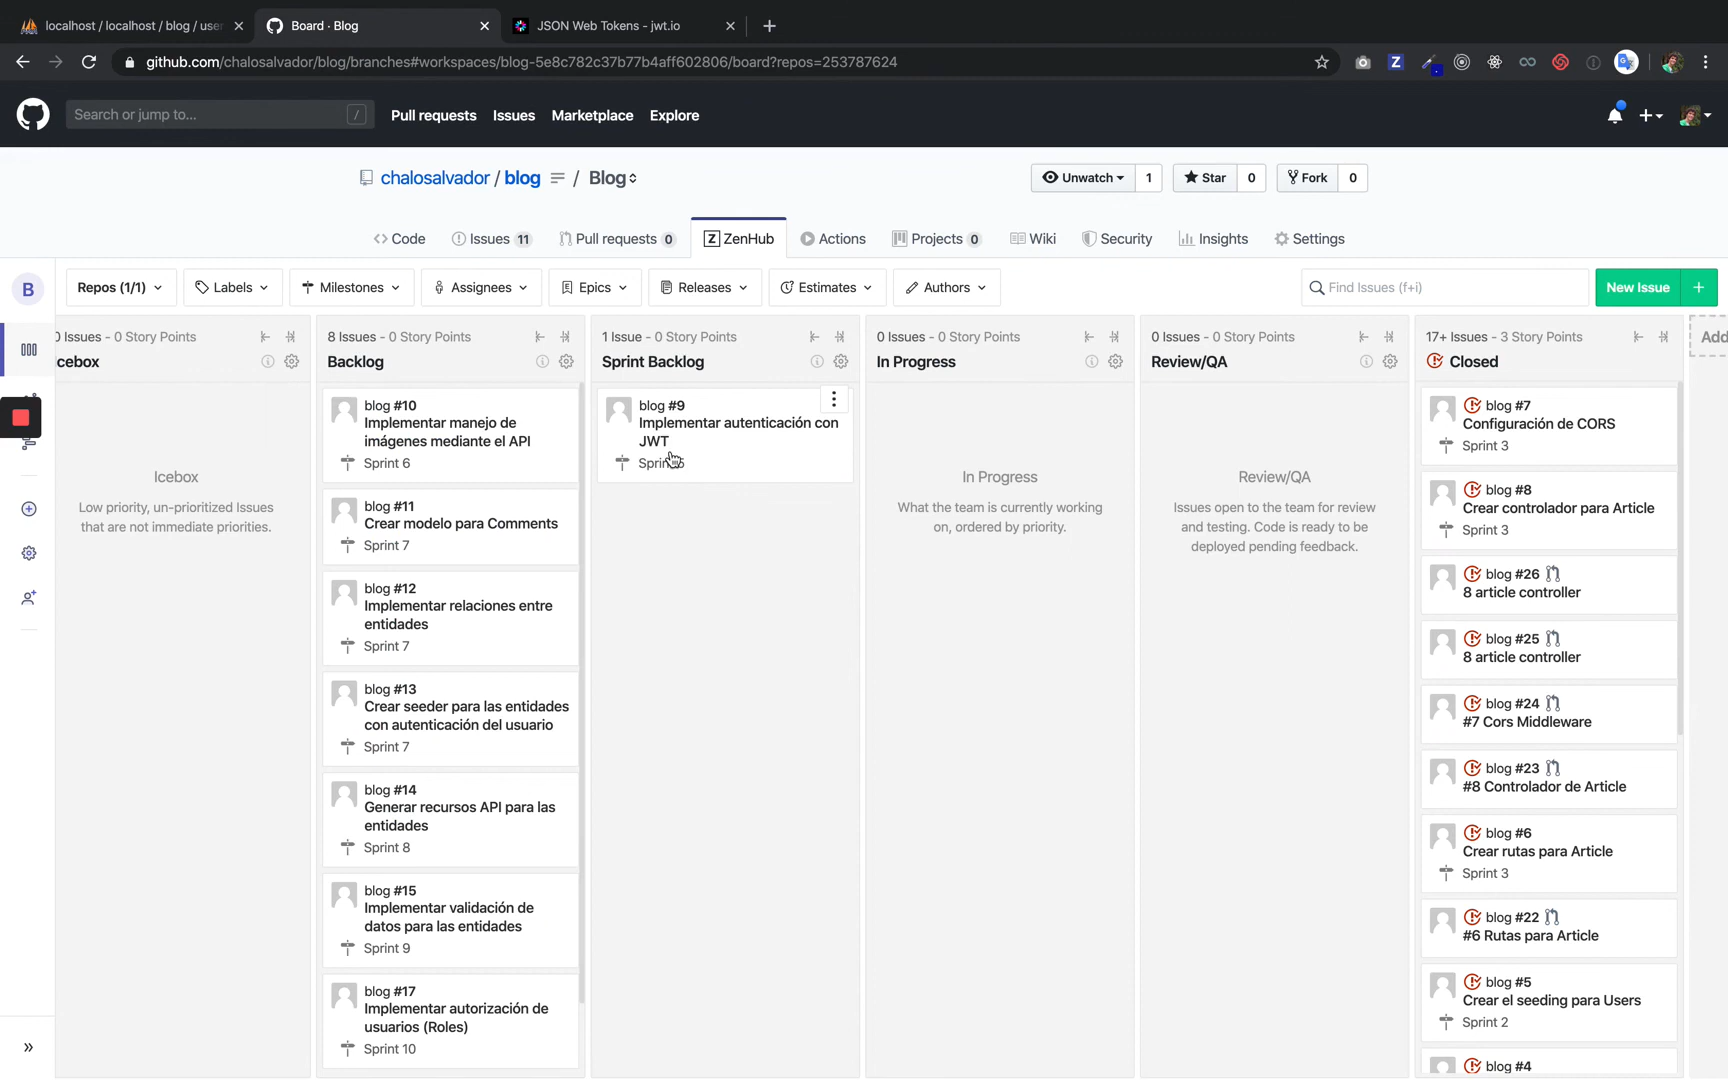 localhost / localhost / blog / user
Board · Blog
JSON Web Tokens - jwt.io
github.com/chalosalvador/blog/branches#workspaces/blog-5e8c782c37b77b4aff602806/board?repos=253787624
Search or jump to...
/
Pull requests
Issues
Marketplace
Explore
chalosalvador / blog / Blog
Unwatch
1
Star
0
Fork
0
Code
Issues 11
Pull requests 0
ZenHub
Actions
Projects 0
Wiki
Security
Insights
Settings
B
Repos (1/1)
Labels
Milestones
Assignees
Epics
Releases
Estimates
Authors
Find Issues (f+i)
New Issue
+
0 Issues - 0 Story Points
cebox
Icebox
Low priority, un-prioritized Issues
that are not immediate priorities.
8 Issues - 0 Story Points
Backlog
blog #10
Implementar manejo de
imágenes mediante el API
Sprint 6
blog #11
Crear modelo para Comments
Sprint 7
blog #12
Implementar relaciones entre
entidades
Sprint 7
blog #13
Crear seeder para las entidades
con autenticación del usuario
Sprint 7
blog #14
Generar recursos API para las
entidades
Sprint 8
blog #15
Implementar validación de
datos para las entidades
Sprint 9
blog #17
Implementar autorización de
usuarios (Roles)
Sprint 10
1 Issue - 0 Story Points
Sprint Backlog
blog #9
Implementar autenticación con
JWT
0 Issues - 0 Story Points
In Progress
In Progress
What the team is currently working
on, ordered by priority.
0 Issues - 0 Story Points
Review/QA
Review/QA
Issues open to the team for review
and testing. Code is ready to be
deployed pending feedback.
17+ Issues - 3 Story Points
Closed
blog #7
Configuración de CORS
Sprint 3
blog #8
Crear controlador para Article
Sprint 3
blog #26
8 article controller
blog #25
8 article controller
blog #24
#7 Cors Middleware
blog #23
#8 Controlador de Article
blog #6
Crear rutas para Article
Sprint 3
blog #22
#6 Rutas para Article
blog #5
Crear el seeding para Users
Sprint 2
blog #4
Add